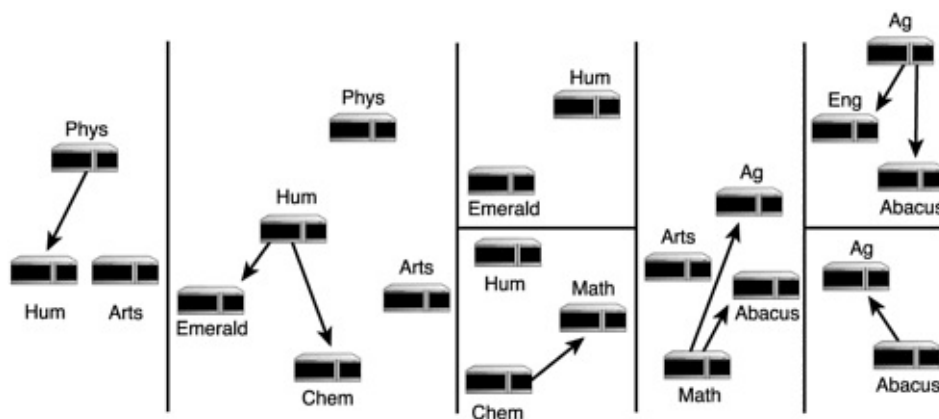 Phys
Hum Arts
Phys
Hum
Arts
Emerald
Chem
Hum
Emerald
Hum
Math
Chem
Ag
Arts
Abacus
Math
Ag
Eng
Abacus
Ag
Abacus